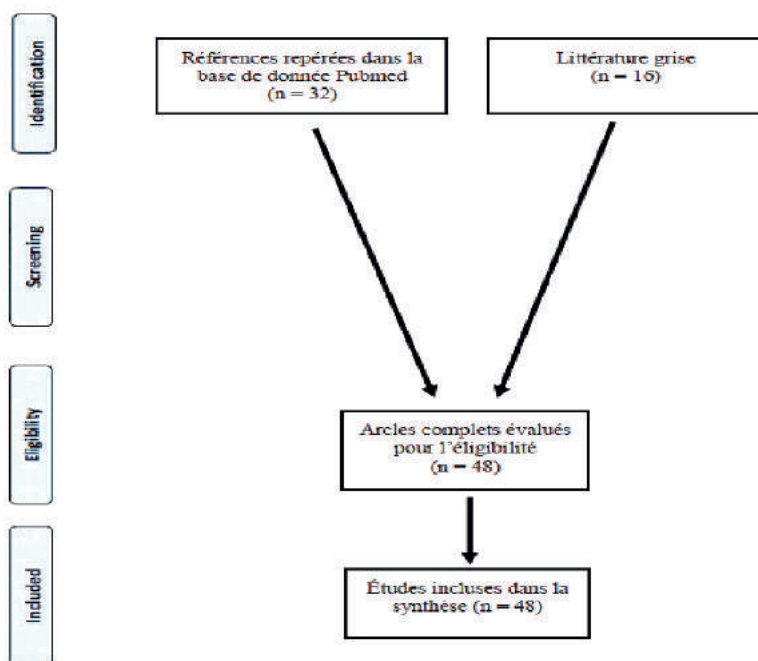 Identification
Références repérées dans la
base de donnée Pubmed
(n = 32)
Littérature grise
(n = 16)
Screening
Eligibility
Arcles complets évalués
pour l'éligibilité
(n = 48)
Included
Études incluses dans la
synthèse (n = 48)